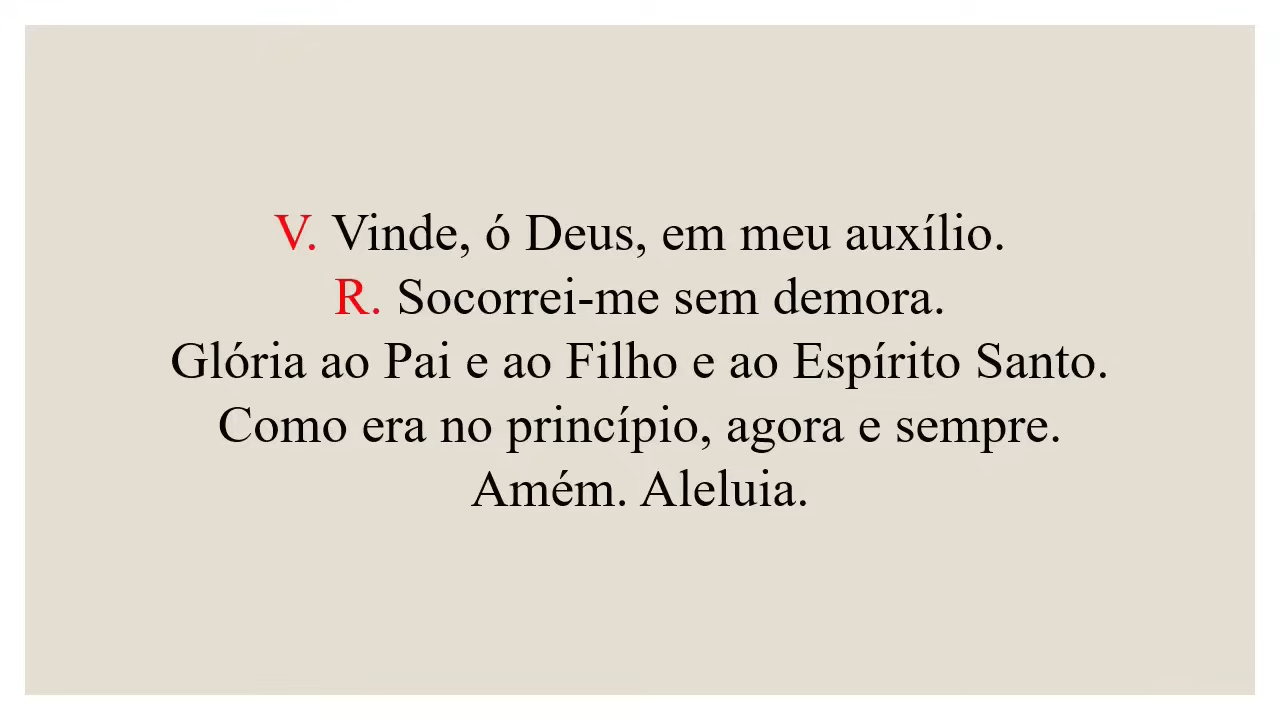 V. Vinde, ó Deus, em meu auxílio.
R. Socorrei-me sem demora.
Glória ao Pai e ao Filho e ao Espírito Santo.
Como era no princípio, agora e sempre.
Amém. Aleluia.